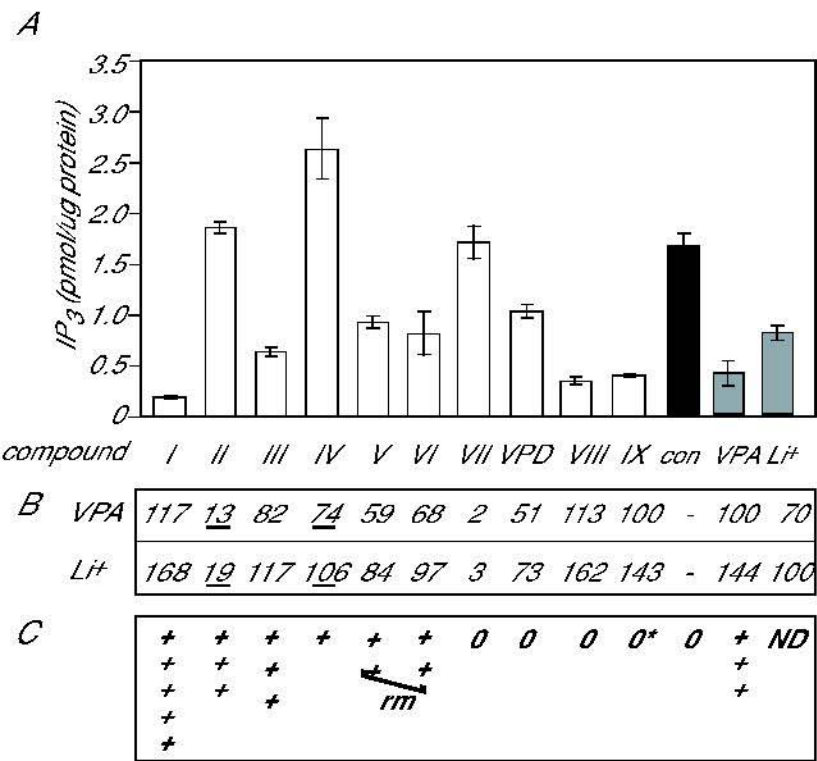 A
IP3 (pmol/ug protein)
3.5
3.0
2.5
2.0
1.5
1.0
0.5
0
compound I II III IV V VI VII VPD VIII IX con VPA Li+
B VPA 117 13 82 74 59 68 2 51 113 100 - 100 70
Li+ 168 19 117 106 84 97 3 73 162 143 - 144 100
C + + + + + + 0 0 0 0* 0 + ND
+ + + + + +
+ + + +
rm
+
+